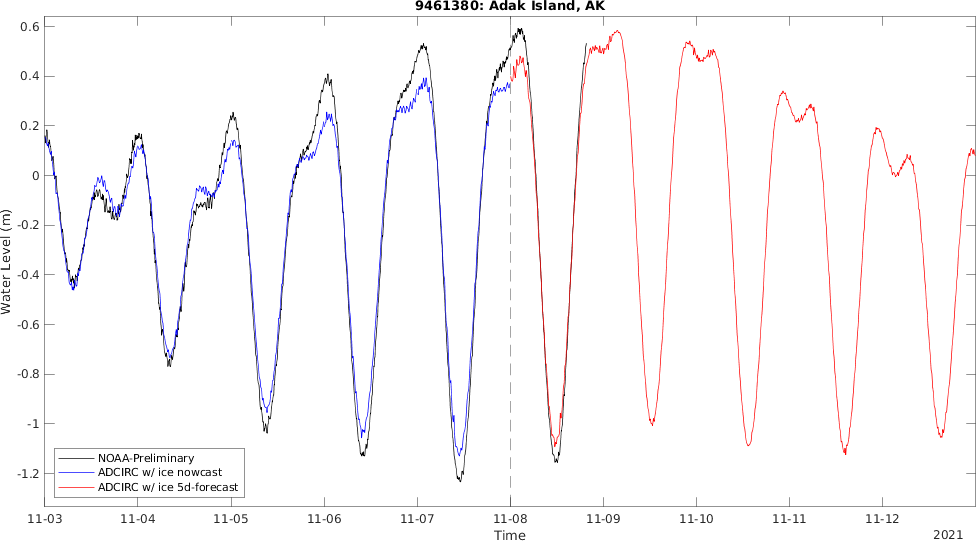 9461380: Adak Island, AK
0.6
0.4
0.2
0
-0.2
-0.4
-0.6
-0.8
-1
-1.2
Water Level (m)
NOAA-Preliminary
ADCIRC w/ ice nowcast
ADCIRC w/ ice 5d-forecast
11-03 11-04 11-05 11-06 11-07 11-08 11-09 11-10 11-11 11-12
Time
2021